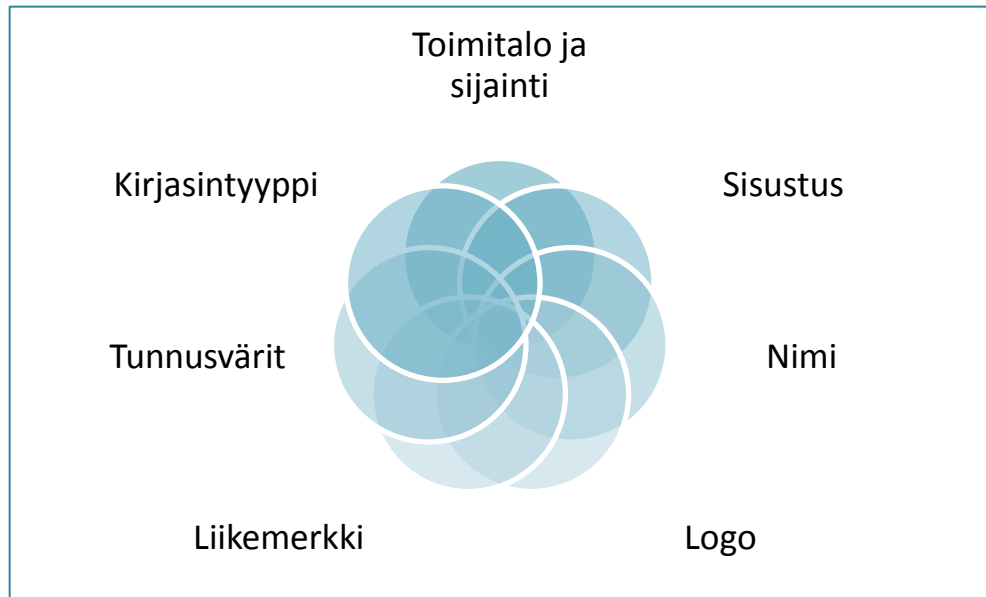 Toimitalo ja
sijainti
Kirjasintyyppi
Sisustus
Tunnusvärit
Nimi
Liikemerkki
Logo